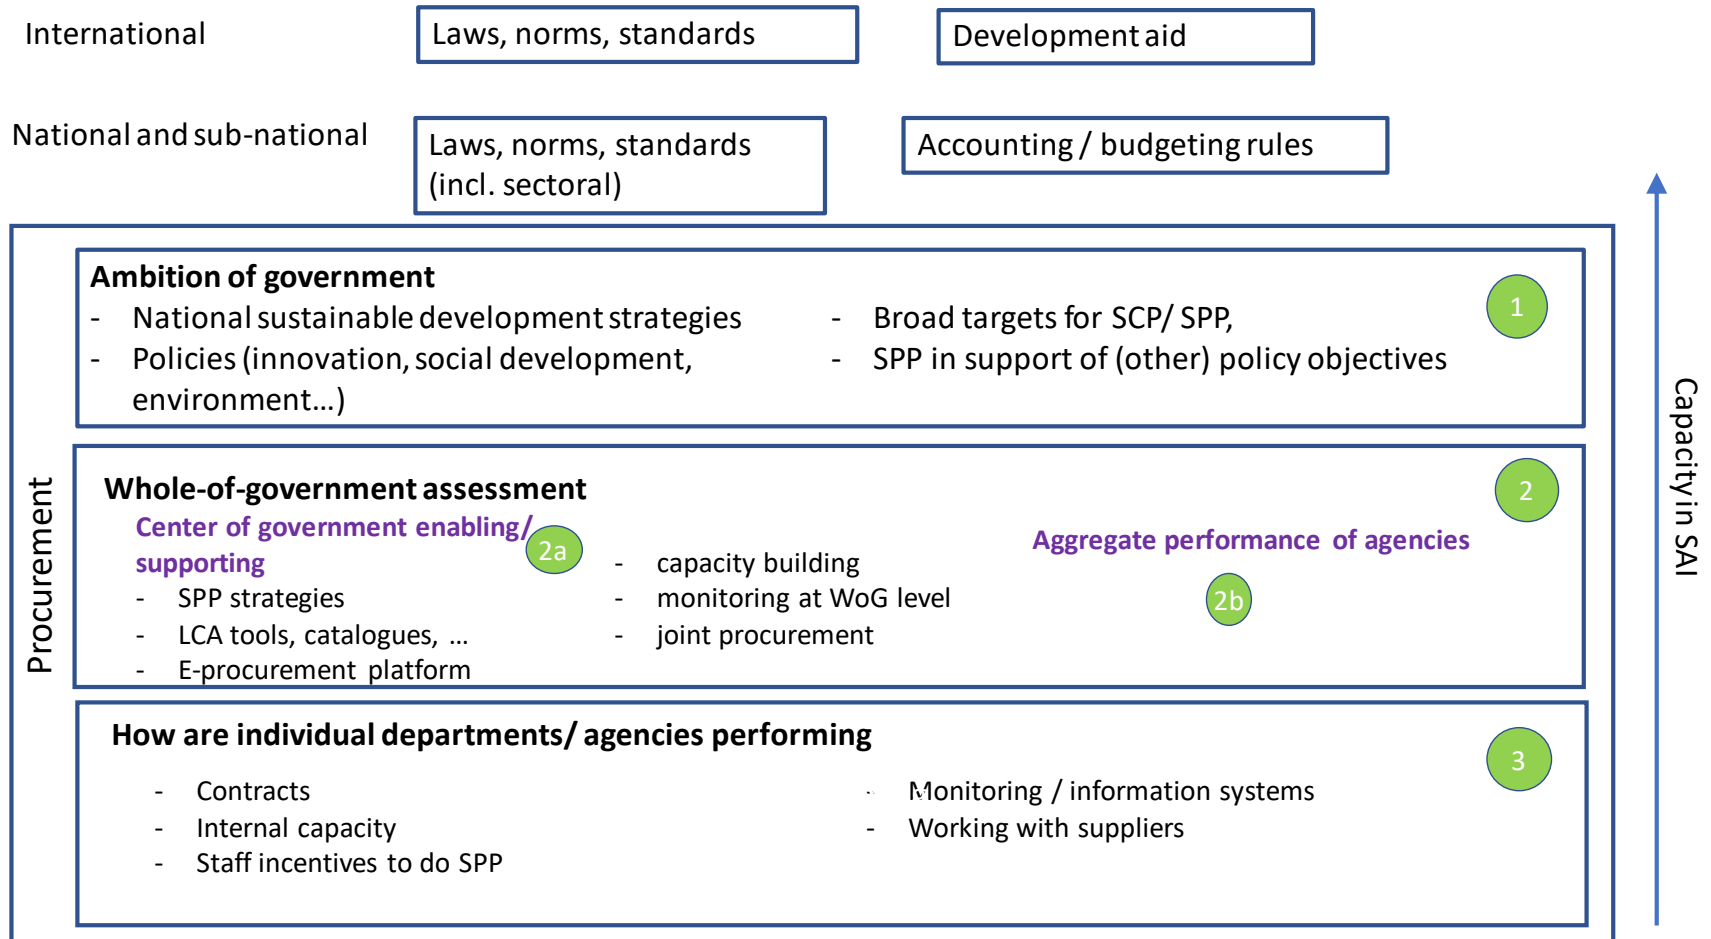 International
Laws, norms, standards
Development aid
National and sub-national
Laws, norms, standards
(incl. sectoral)
Accounting / budgeting rules
Procurement
Ambition of government
- National sustainable development strategies
- Policies (innovation, social development,
environment...)
- Broad targets for SCP/ SPP,
- SPP in support of (other) policy objectives
1
Whole-of-government assessment
2
Center of government enabling/
supporting
2a
- SPP strategies
- LCA tools, catalogues, ...
- E-procurement platform
- capacity building
- monitoring at WoG level
- joint procurement
Aggregate performance of agencies
2b
How are individual departments/ agencies performing
3
- Contracts
- Internal capacity
- Staff incentives to do SPP
- Monitoring / information systems
- Working with suppliers
Capacity in SAI